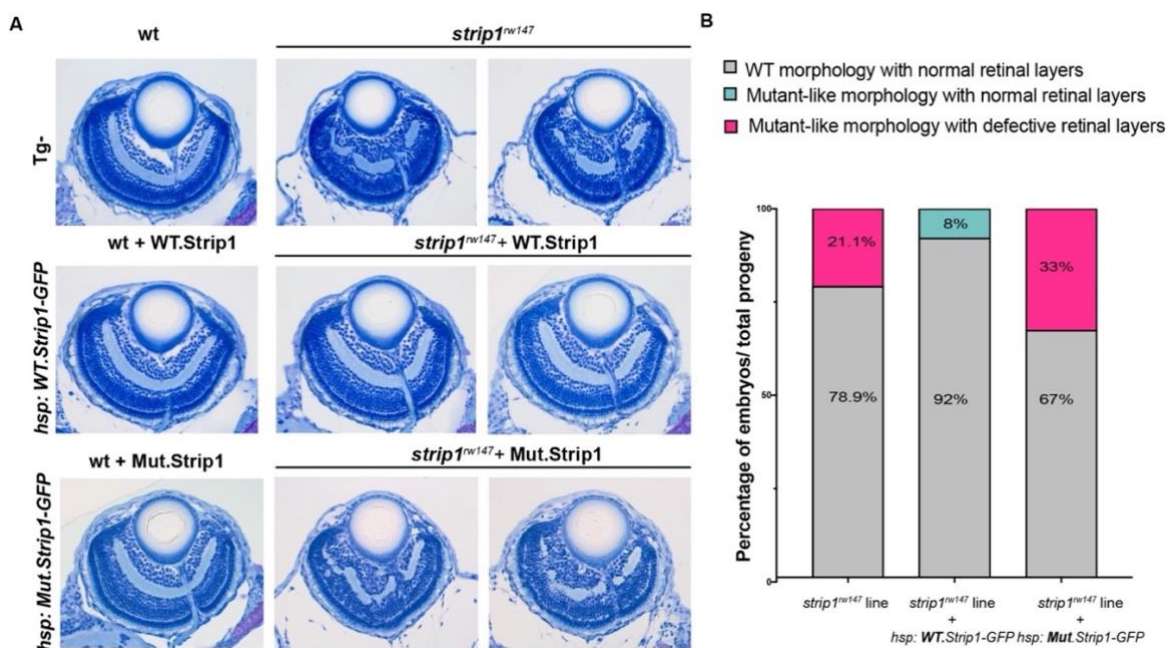 A
wt
strip1rw147
Tg-
wt + WT.Strip1
strip1rw147+ WT.Strip1
hsp: WT.Strip1-GFP
wt + Mut.Strip1
strip1rw147+ Mut.Strip1
hsp: Mut.Strip1-GFP
B
WT morphology with normal retinal layers
Mutant-like morphology with normal retinal layers
Mutant-like morphology with defective retinal layers
Percentage of embryos/ total progeny
100
50
0
21.1%
78.9%
8%
92%
33%
67%
strip1rw147 line
strip1rw147 line
+
hsp: WT.Strip1-GFP
strip1rw147 line
+
hsp: Mut.Strip1-GFP